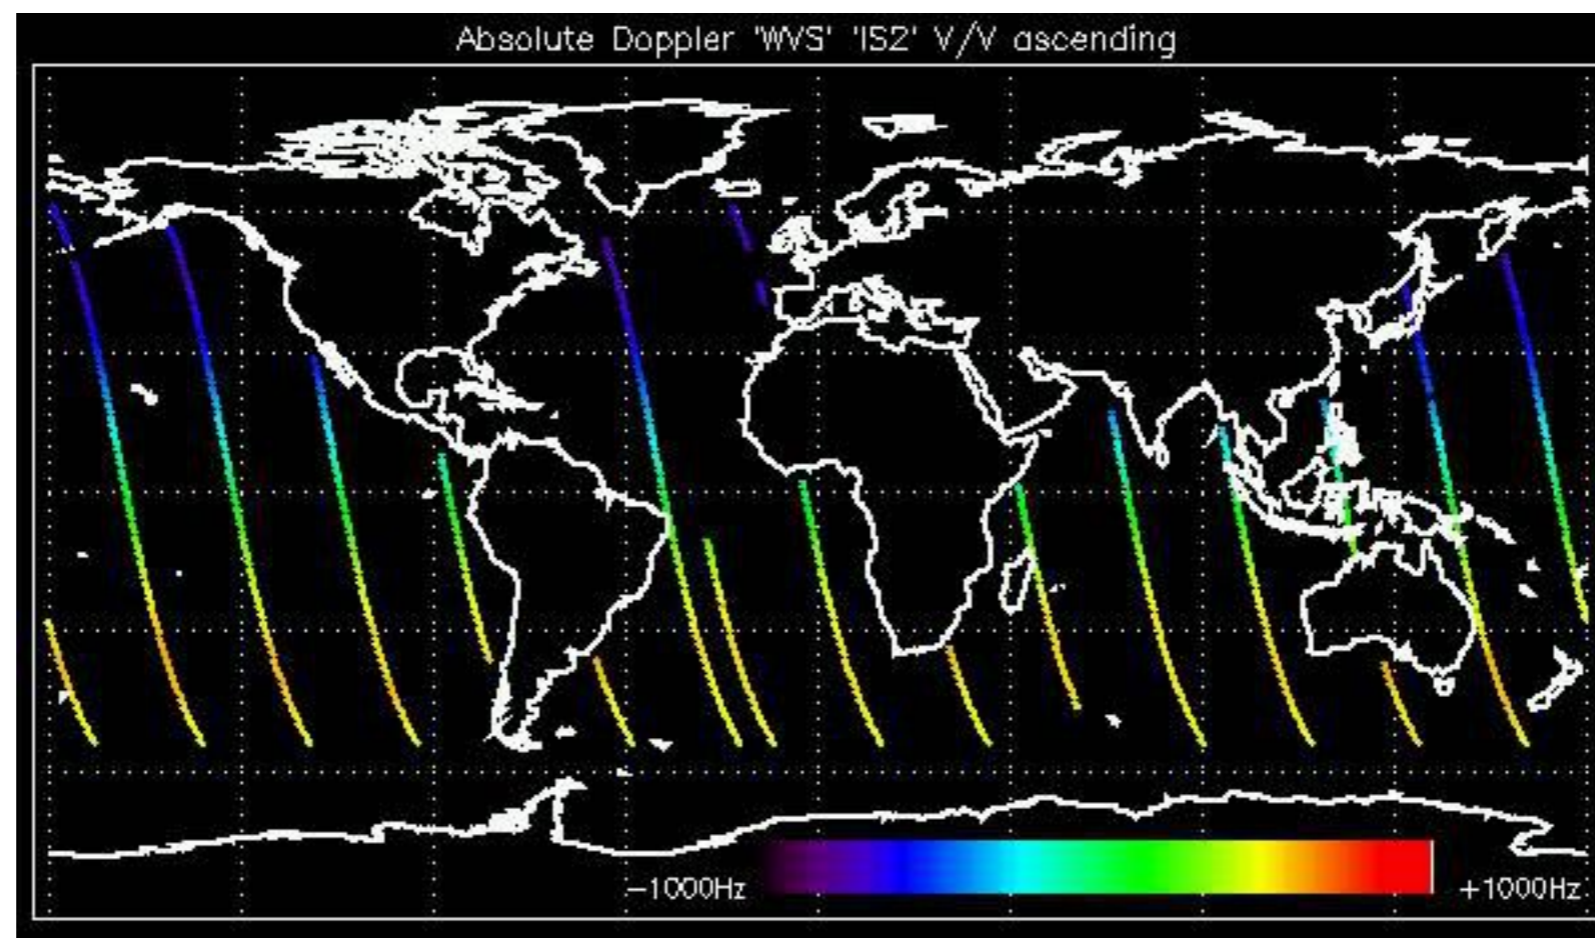 Absolute Doppler 'WVS' 'IS2' V/V ascending
-1000Hz
+1000Hz